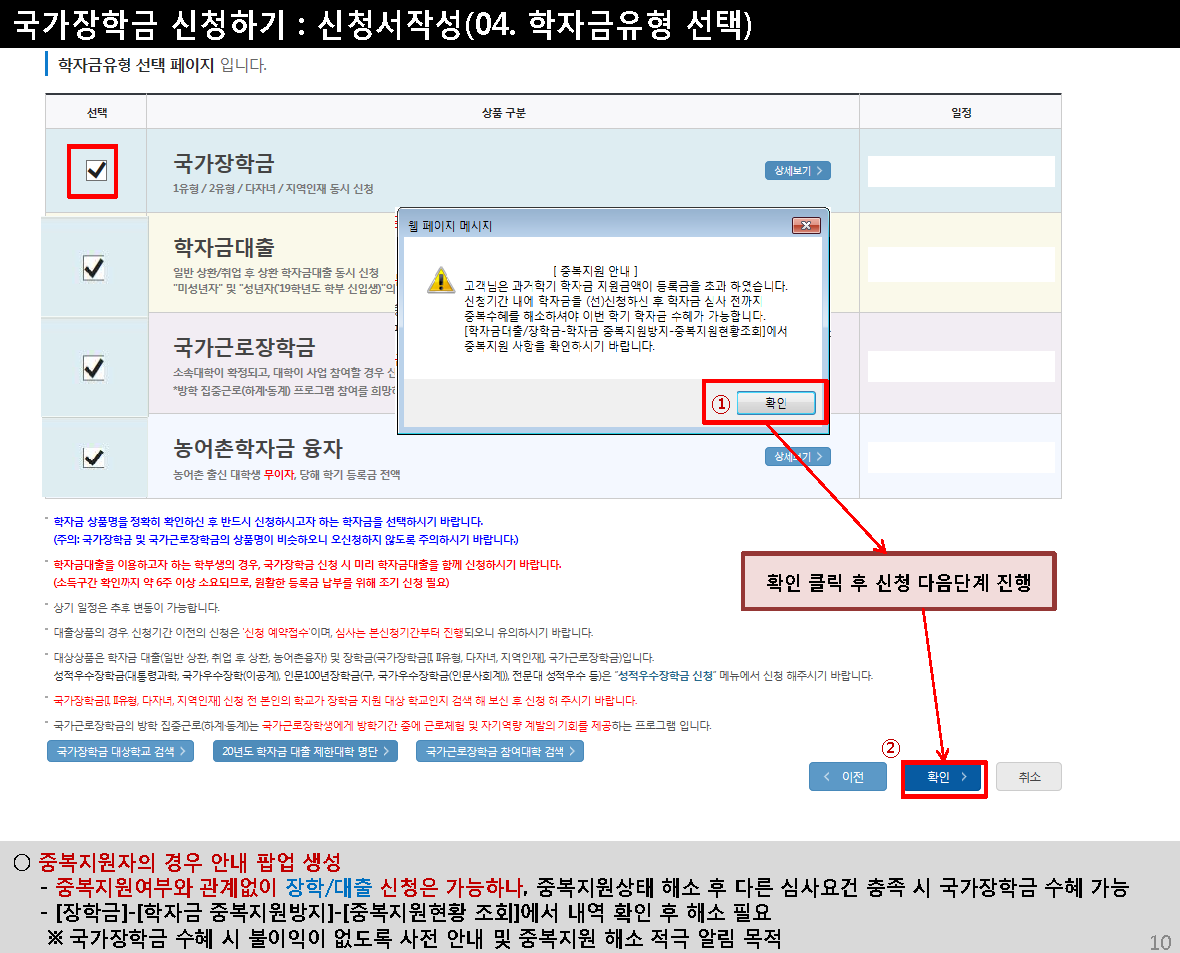 국가장학금 신청하기 : 신청서작성(04. 학자금유형 선택)
학자금유형 선택 페이지 입니다.
선택 상품 구분 일정
국가장학금
1유형 / 2유형 / 다자녀 / 지역인재 동시 신청
상세보기
학자금대출
일반 상환/취업 후 상환 학자금대출 동시 신청
"미성년자" 및 "성년자('19학년도 학부 신입생)"의
국가근로장학금
소속대학이 확정되고, 대학이 사업 참여할 경우 신
*방학 집중근로(하계·동계) 프로그램 참여를 희망하
농어촌학자금 융자
농어촌 출신 대학생 무이자, 당해 학기 등록금 전액
상세보기
웹 페이지 메시지
[ 중복지원 안내 ]
고객님은 과거학기 학자금 지원금액이 등록금을 초과 하였습니다.
신청기간 내에 학자금을 (선)신청하신 후 학자금 심사 전까지
중복수혜를 해소하셔야 이번 학기 학자금 수혜가 가능합니다.
[학자금대출/장학금-학자금 중복지원방지-중복지원현황조회]에서
중복지원 사항을 확인하시기 바랍니다.
① 확인
확인 클릭 후 신청 다음단계 진행
* 학자금 상품명을 정확히 확인하신 후 반드시 신청하시고자 하는 학자금을 선택하시기 바랍니다.
(주의: 국가장학금 및 국가근로장학금의 상품명이 비슷하오니 오신청하지 않도록 주의하시기 바랍니다.)
* 학자금대출을 이용하고자 하는 학부생의 경우, 국가장학금 신청 시 미리 학자금대출을 함께 신청하시기 바랍니다.
(소득구간 확인까지 약 6주 이상 소요되므로, 원활한 등록금 납부를 위해 조기 신청 필요)
* 상기 일정은 추후 변동이 가능합니다.
* 대출상품의 경우 신청기간 이전의 신청은 '신청 예약접수'이며, 심사는 본신청기간부터 진행되오니 유의하시기 바랍니다.
* 대상상품은 학자금 대출(일반 상환, 취업 후 상환, 농어촌융자) 및 장학금(국가장학금[I, II유형, 다자녀, 지역인재], 국가근로장학금)입니다.
성적우수장학금(대통령과학, 국가우수장학(이공계), 인문100년장학금(구, 국가우수장학금(인문사회계)), 전문대 성적우수 등)은 "성적우수장학금 신청" 메뉴에서 신청 해주시기 바랍니다.
* 국가장학금[I, II유형, 다자녀, 지역인재] 신청 전 본인의 학교가 장학금 지원 대상 학교인지 검색 해 보신 후 신청 해 주시기 바랍니다.
* 국가근로장학금의 방학 집중근로(하계·동계)는 국가근로장학생에게 방학기간 중에 근로체험 및 자기역량 계발의 기회를 제공하는 프로그램 입니다.
국가장학금 대상학교 검색 20년도 학자금 대출 제한대학 명단 국가근로장학금 참여대학 검색
②
이전 확인 취소
○ 중복지원자의 경우 안내 팝업 생성
- 중복지원여부와 관계없이 장학/대출 신청은 가능하나, 중복지원상태 해소 후 다른 심사요건 충족 시 국가장학금 수혜 가능
- [장학금]-[학자금 중복지원방지]-[중복지원현황 조회]에서 내역 확인 후 해소 필요
※ 국가장학금 수혜 시 불이익이 없도록 사전 안내 및 중복지원 해소 적극 알림 목적
10